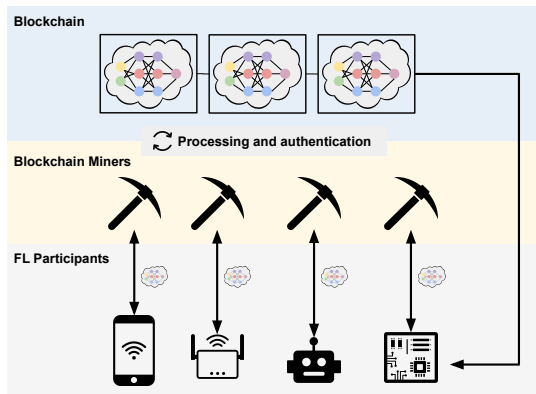 Blockchain
Processing and authentication
Blockchain Miners
FL Participants